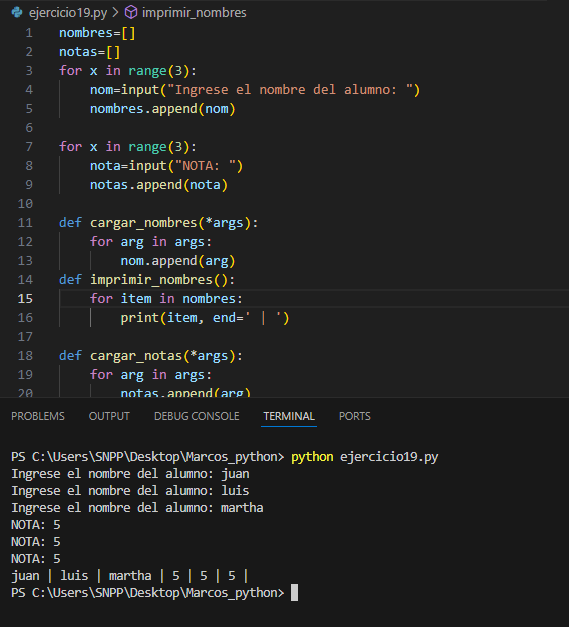 ejercicio19.py > imprimir_nombres
1 nombres=[]
2 notas=[]
3 for x in range(3):
4     nom=input("Ingrese el nombre del alumno: ")
5     nombres.append(nom)
6
7 for x in range(3):
8     nota=input("NOTA: ")
9     notas.append(nota)
10
11 def cargar_nombres(*args):
12     for arg in args:
13         nom.append(arg)
14 def imprimir_nombres():
15     for item in nombres:
16         print(item, end=' | ')
17
18 def cargar_notas(*args):
19     for arg in args:
20         notas.append(arg)
PROBLEMS OUTPUT DEBUG CONSOLE TERMINAL PORTS
PS C:\Users\SNPP\Desktop\Marcos_python> python ejercicio19.py
Ingrese el nombre del alumno: juan
Ingrese el nombre del alumno: luis
Ingrese el nombre del alumno: martha
NOTA: 5
NOTA: 5
NOTA: 5
juan | luis | martha | 5 | 5 | 5 |
PS C:\Users\SNPP\Desktop\Marcos_python>